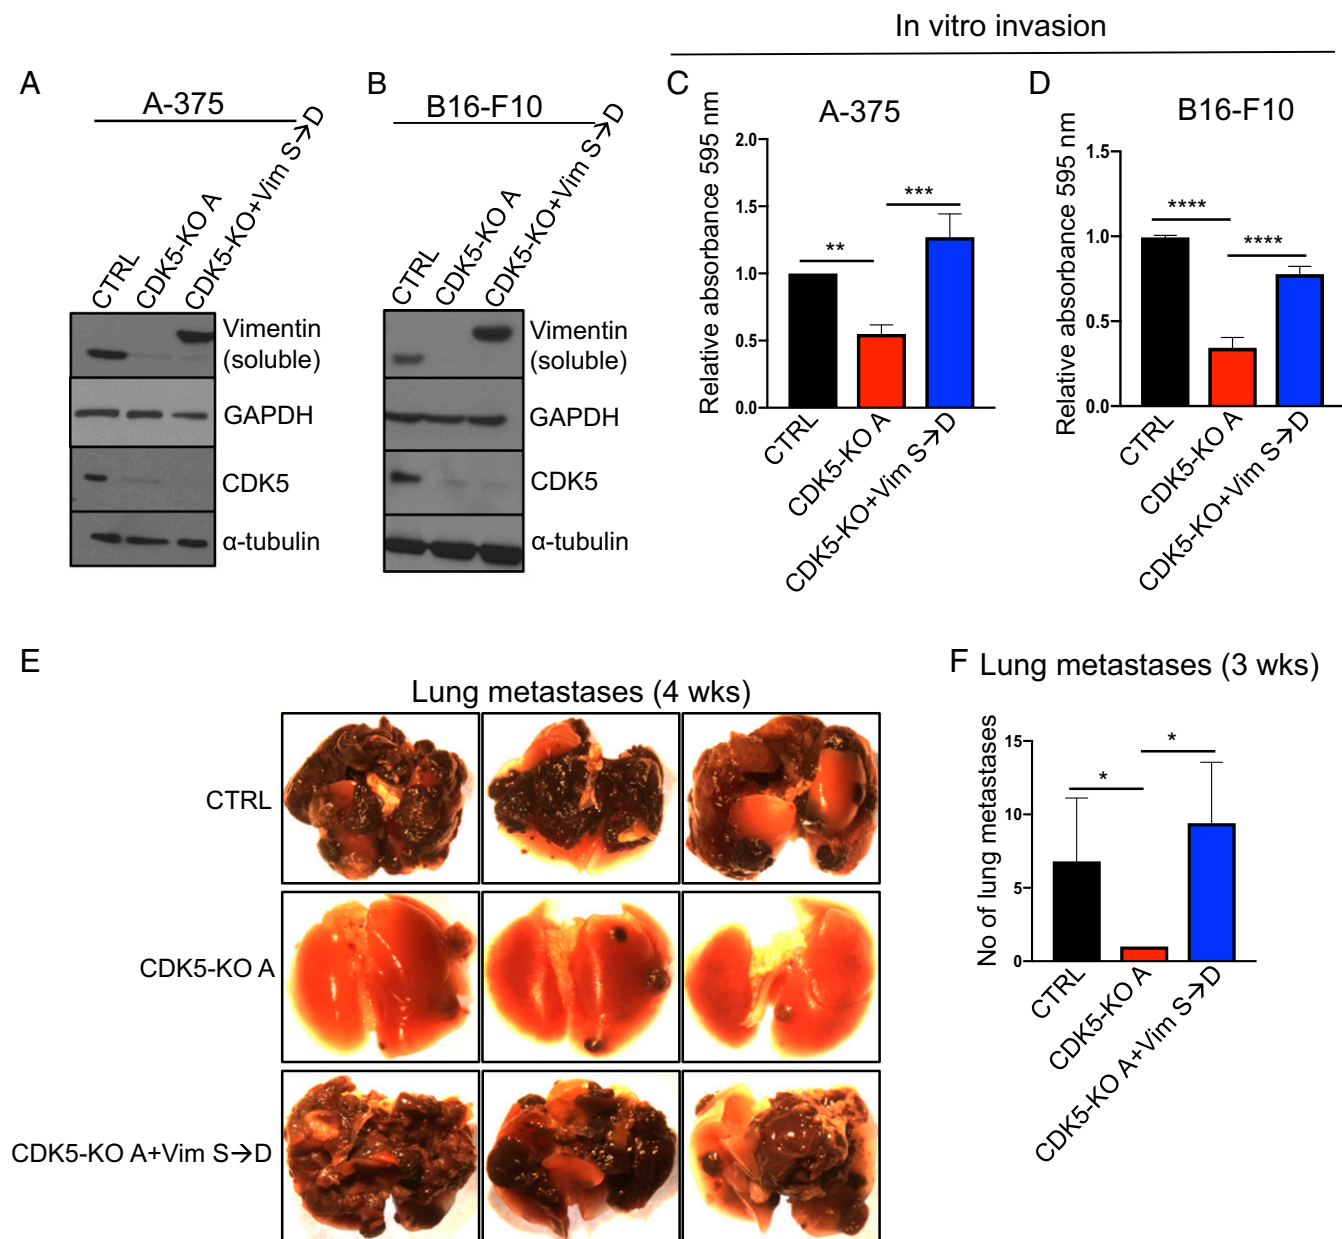 In vitro invasion
A
A-375
CTRL
CDK5-KO A
CDK5-KO+Vim S→D
Vimentin
(soluble)
GAPDH
CDK5
α-tubulin
B
B16-F10
CTRL
CDK5-KO A
CDK5-KO+Vim S→D
Vimentin
(soluble)
GAPDH
CDK5
α-tubulin
C
A-375
Relative absorbance 595 nm
2.0
1.5
1.0
0.5
0.0
**
***
CTRL
CDK5-KO A
CDK5-KO+Vim S→D
D
B16-F10
Relative absorbance 595 nm
1.5
1.0
0.5
0.0
****
****
CTRL
CDK5-KO A
CDK5-KO+Vim S→D
E
Lung metastases (4 wks)
CTRL
CDK5-KO A
CDK5-KO A+Vim S→D
F Lung metastases (3 wks)
No of lung metastases
15
10
5
0
*
*
CTRL
CDK5-KO A
CDK5-KO A+Vim S→D